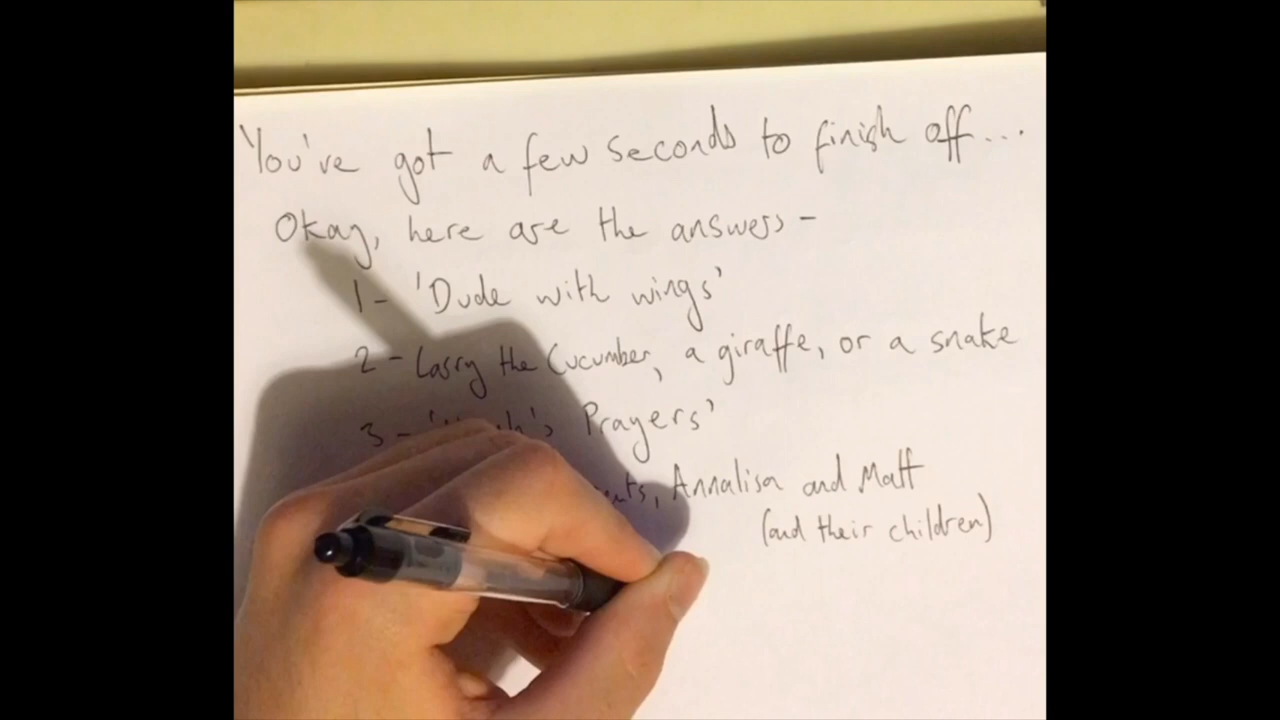 You've got a few seconds to finish off...
Okay, here are the answers -
1 - 'Dude with wings'
2 - Larry the Cucumber, a giraffe, or a snake
3 - Prayers'
Annalisa and Matt
(and their children)